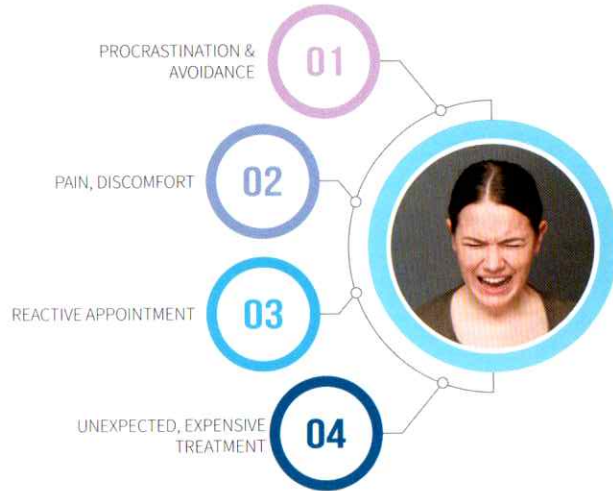 PROCRASTINATION &
AVOIDANCE
01
PAIN, DISCOMFORT
02
REACTIVE APPOINTMENT
03
UNEXPECTED, EXPENSIVE
TREATMENT
04